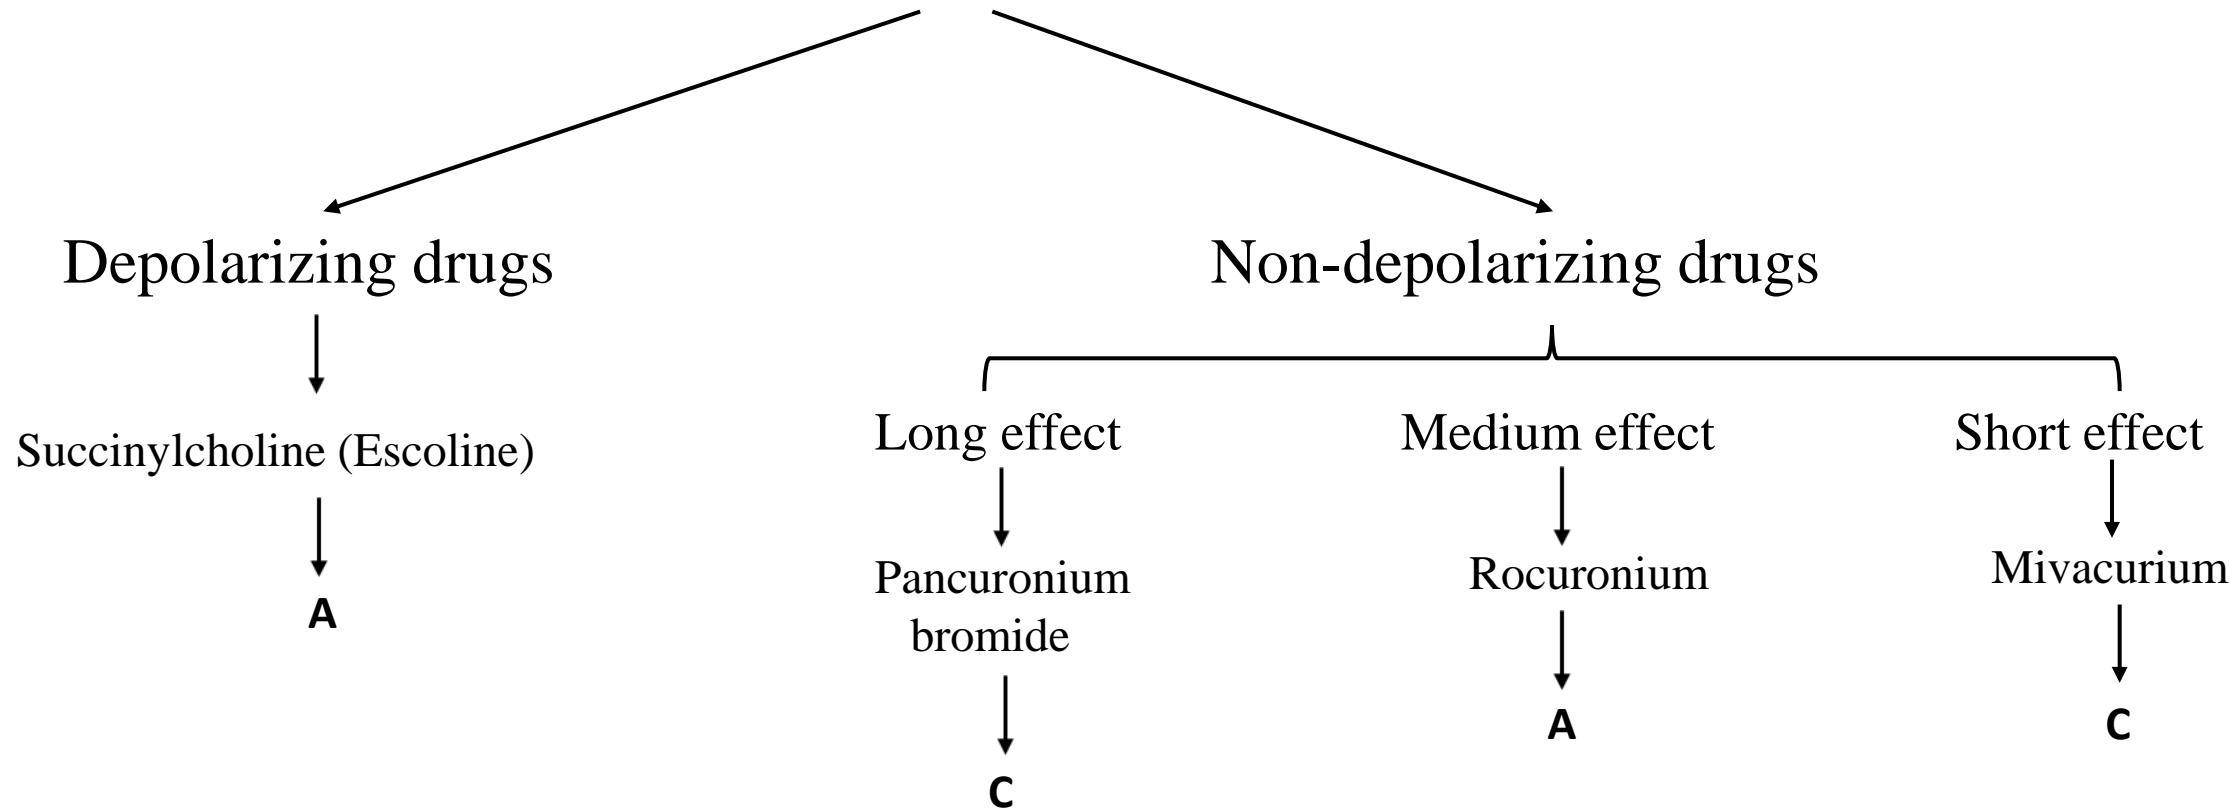 Depolarizing drugs
Non-depolarizing drugs
Succinylcholine (Escoline)
A
Long effect
Pancuronium
bromide
C
Medium effect
Rocuronium
A
Short effect
Mivacurium
C